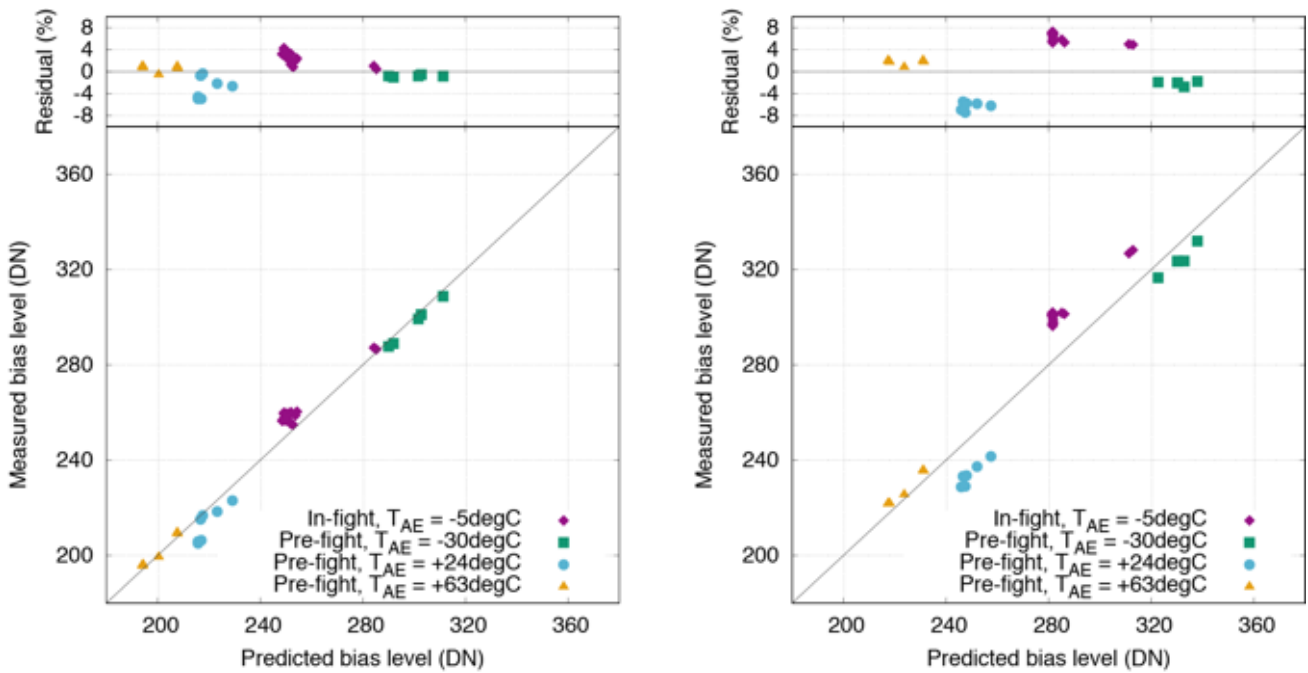 Residual (%)
8
4
0
-4
-8
Measured bias level (DN)
360
320
280
240
200
In-fight, TAE = -5degC
Pre-fight, TAE = -30degC
Pre-fight, TAE = +24degC
Pre-fight, TAE = +63degC
200 240 280 320 360
Predicted bias level (DN)
Residual (%)
8
4
0
-4
-8
Measured bias level (DN)
360
320
280
240
200
In-fight, TAE = -5degC
Pre-fight, TAE = -30degC
Pre-fight, TAE = +24degC
Pre-fight, TAE = +63degC
200 240 280 320 360
Predicted bias level (DN)